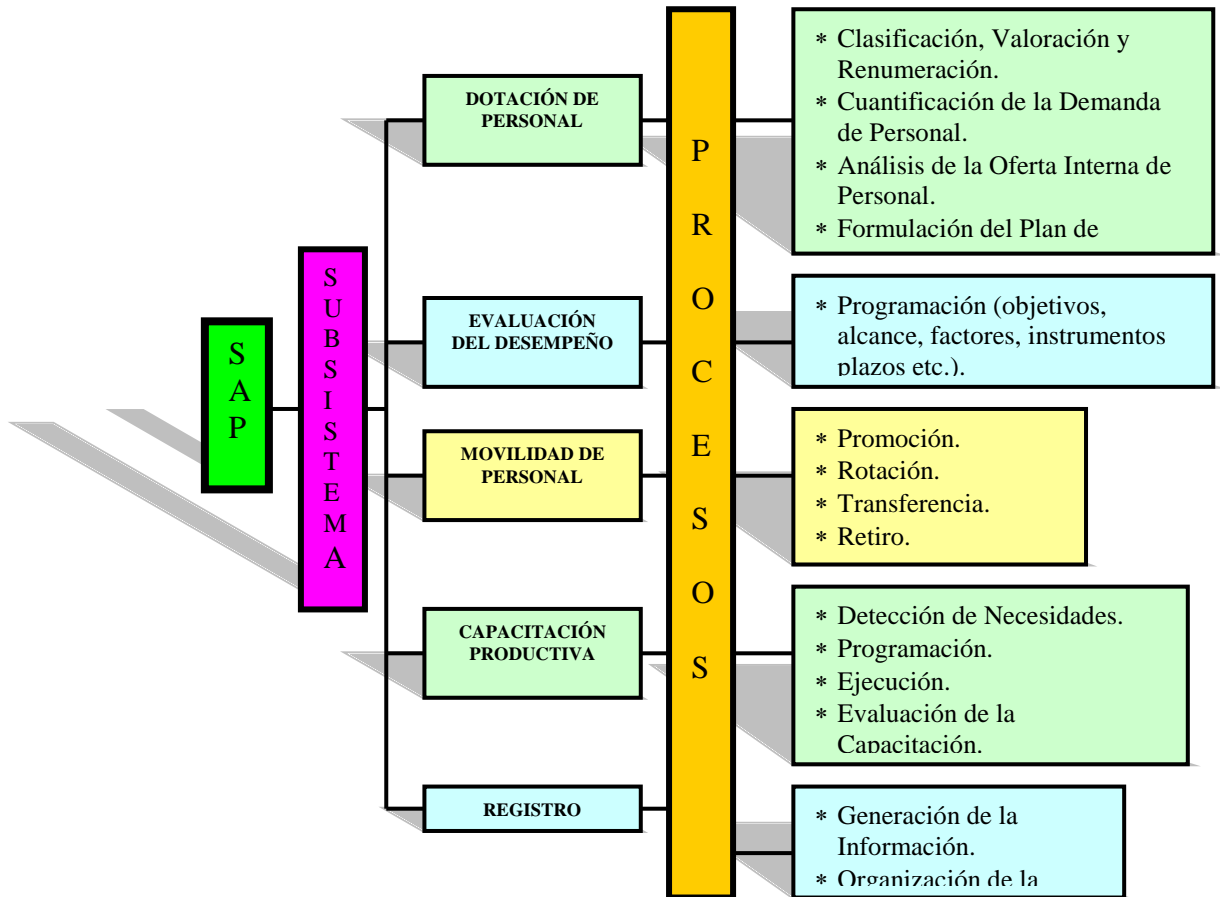 SAP
SUBSISTEMA
DOTACIÓN DE
PERSONAL
EVALUACIÓN
DEL DESEMPEÑO
MOVILIDAD DE
PERSONAL
CAPACITACIÓN
PRODUCTIVA
REGISTRO
PROCESOS
* Clasificación, Valoración y
Renumeración.
* Cuantificación de la Demanda
de Personal.
* Análisis de la Oferta Interna de
Personal.
* Formulación del Plan de
* Programación (objetivos,
alcance, factores, instrumentos
plazos etc.).
* Promoción.
* Rotación.
* Transferencia.
* Retiro.
* Detección de Necesidades.
* Programación.
* Ejecución.
* Evaluación de la
Capacitación.
* Generación de la
Información.
* Organización de la